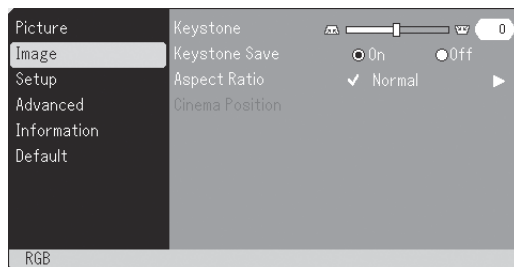 Picture
Image
Setup
Advanced
Information
Default
Keystone 0
Keystone Save On Off
Aspect Ratio Normal
Cinema Position
RGB